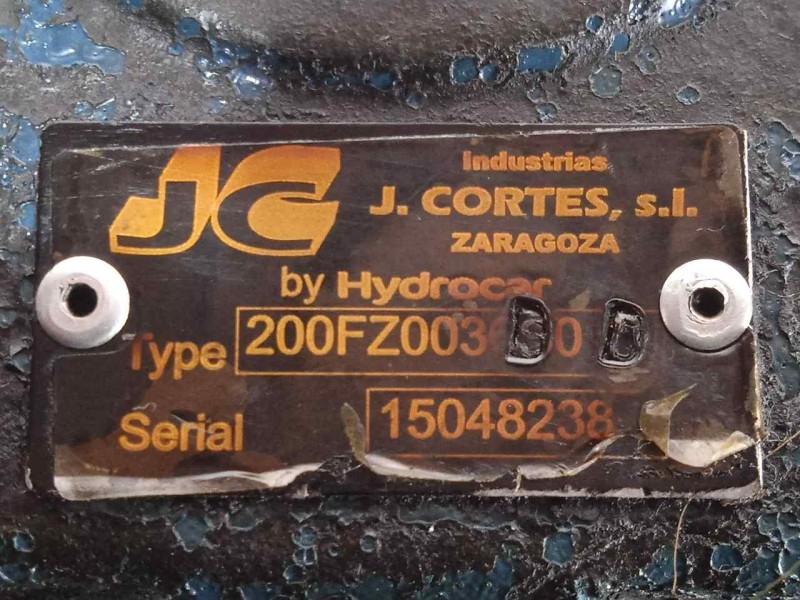 JC
Industrias
J. CORTES, s.l.
ZARAGOZA
by Hydrocar
Type
Serial 15048238